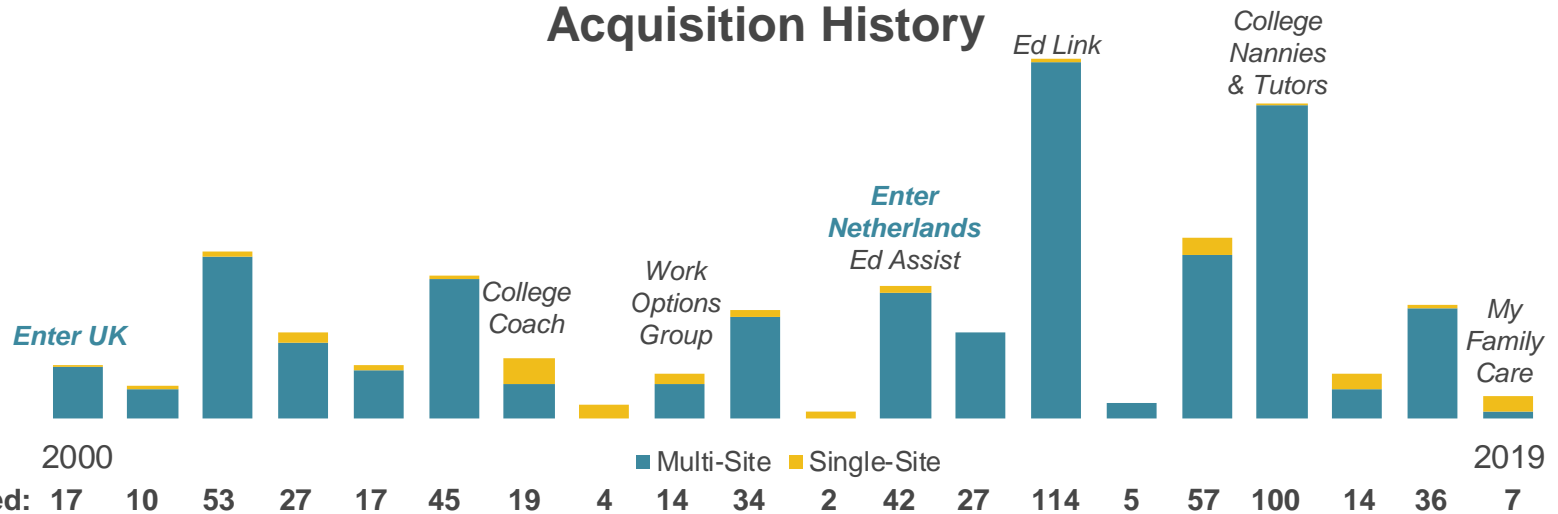 Acquisition History
Enter UK
College
Coach
Work
Options
Group
Enter
Netherlands
Ed Assist
Ed Link
College
Nannies
& Tutors
My
Family
Care
2000
Multi-Site Single-Site
2019
17 10 53 27 17 45 19 4 14 34 2 42 27 114 5 57 100 14 36 7